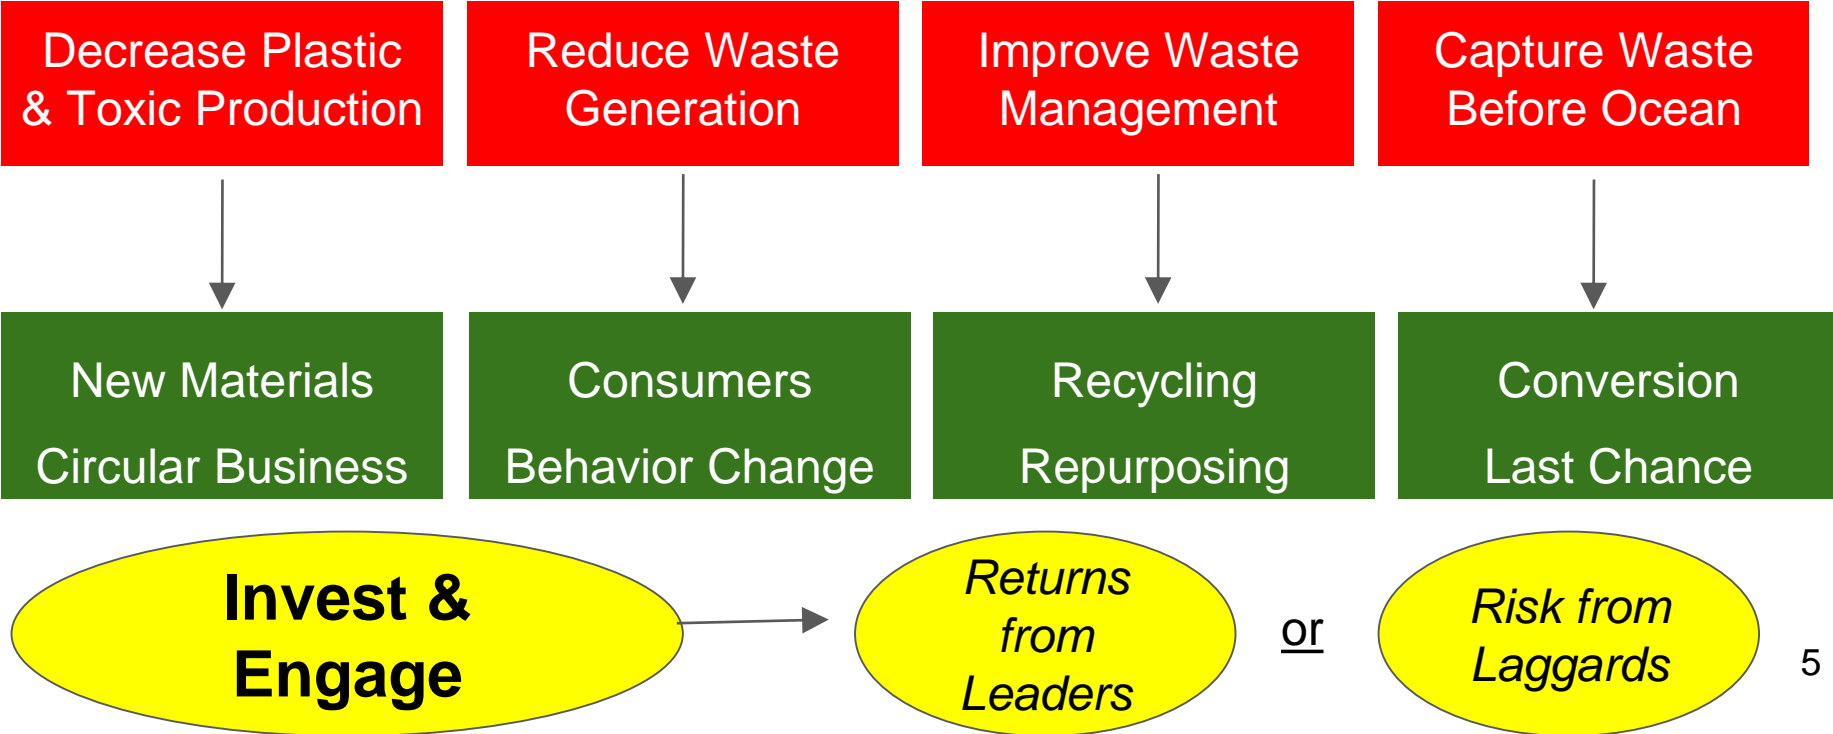 Decrease Plastic
& Toxic Production
Reduce Waste
Generation
Improve Waste
Management
Capture Waste
Before Ocean
New Materials
Circular Business
Consumers
Behavior Change
Recycling
Repurposing
Conversion
Last Chance
Invest &
Engage
Returns
from
Leaders
or
Risk from
Laggards
5